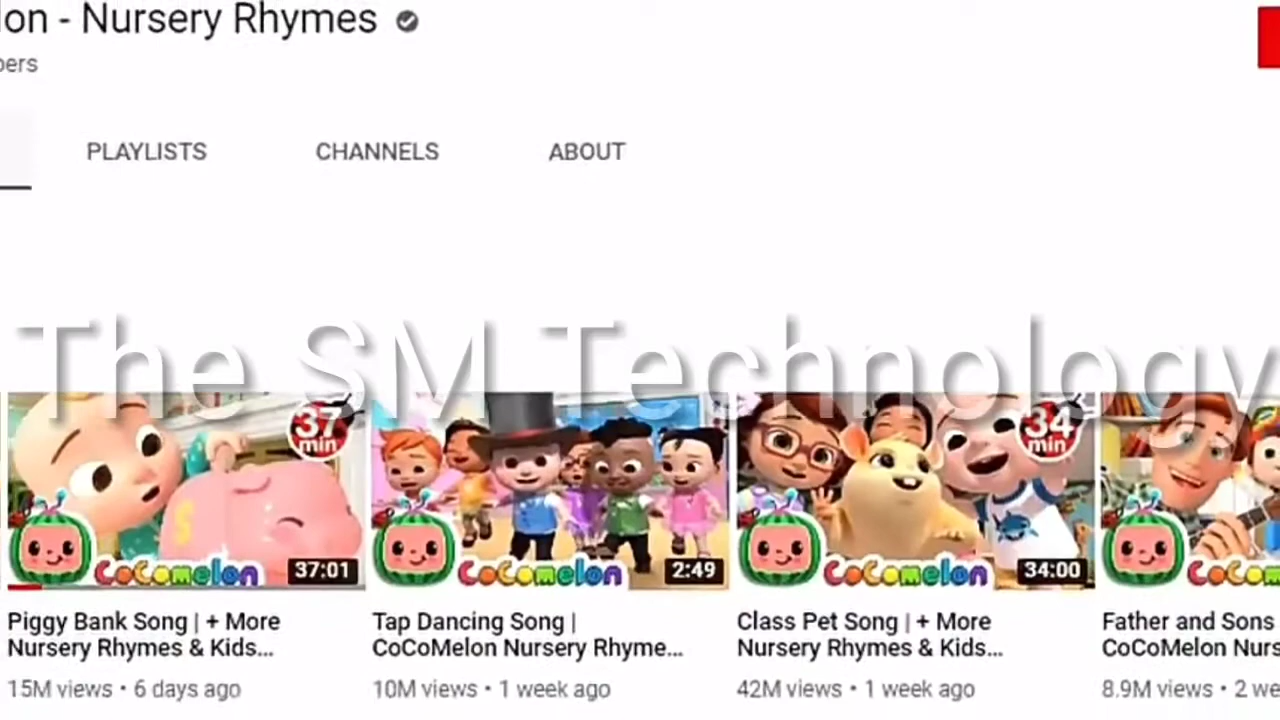 lon - Nursery Rhymes
bers
PLAYLISTS CHANNELS ABOUT
The SM Technology
37 min
34 min
CoComelon 37:01
CoComelon 2:49
CoComelon 34:00
CoCome
Piggy Bank Song | + More
Nursery Rhymes & Kids...
15M views • 6 days ago
Tap Dancing Song |
CoCoMelon Nursery Rhyme...
10M views • 1 week ago
Class Pet Song | + More
Nursery Rhymes & Kids...
42M views • 1 week ago
Father and Sons
CoCoMelon Nurs
8.9M views • 2 we